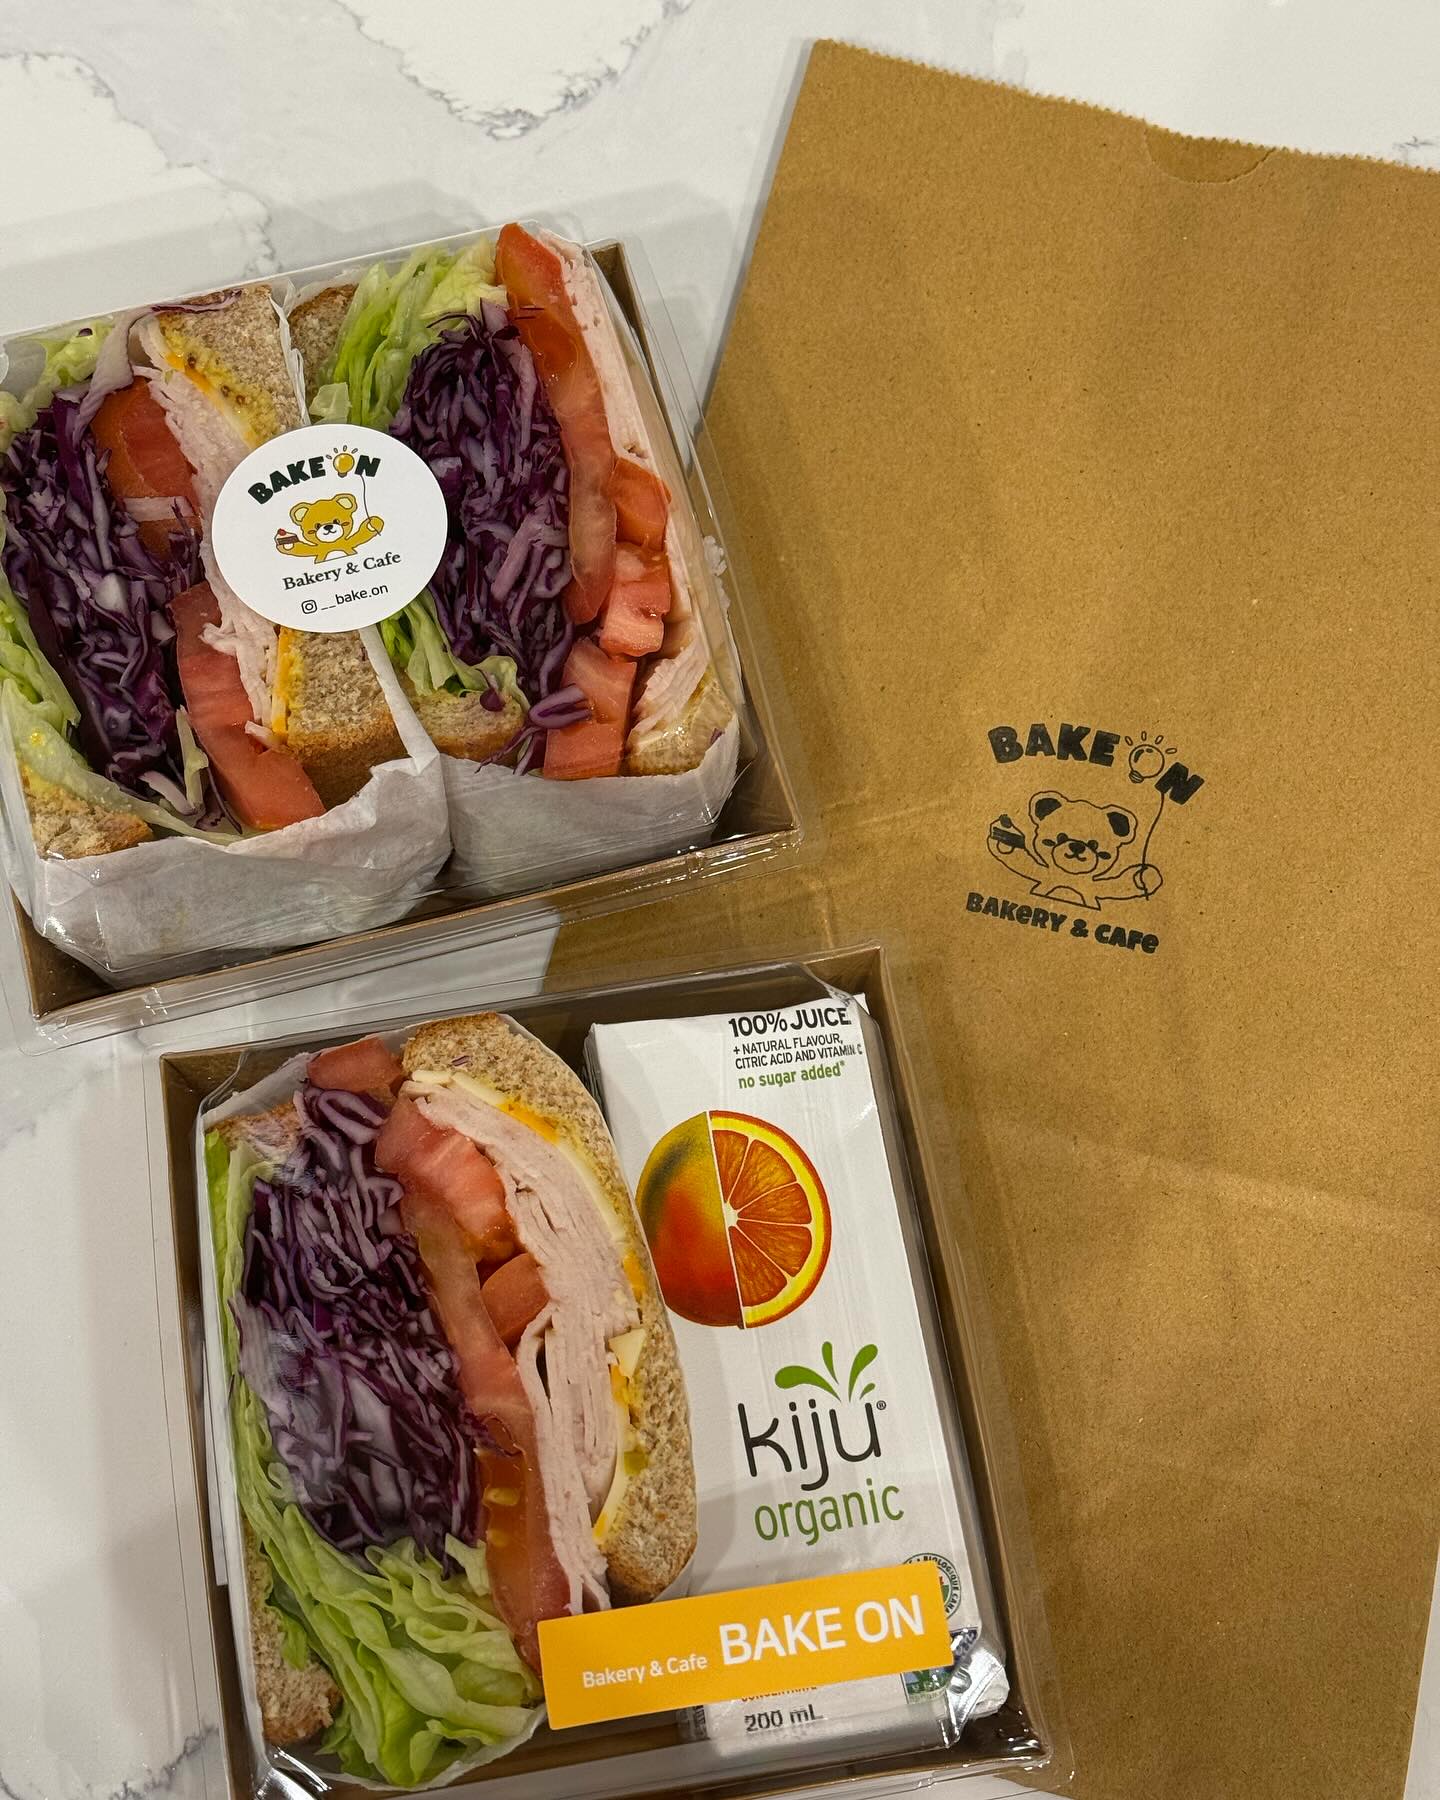 BAKE ON
Bakery & Cafe
__bake.on
BAKE ON
BAKERY & CAFE
100% JUICE
+ NATURAL FLAVOUR,
CITRIC ACID AND VITAMIN C
no sugar added*
kiju®
organic
Bakery & Cafe BAKE ON
200 mL